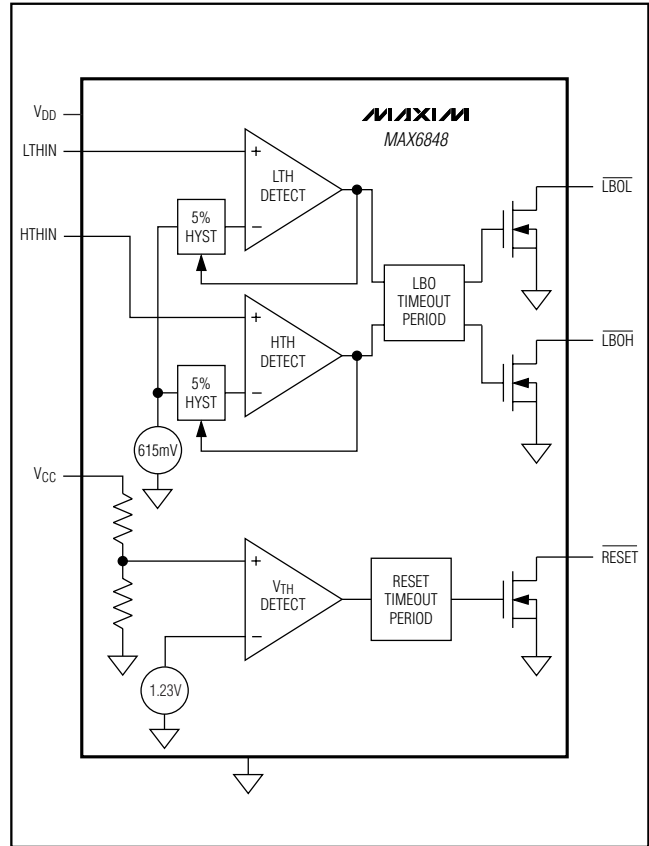 VDD
MAXIM
MAX6848
LTHIN
+
LTH
DETECT
LBOL
5%
HYST
−
HTHIN
LBO
TIMEOUT
PERIOD
+
HTH
DETECT
LBOH
5%
HYST
−
615mV
VCC
RESET
+
VTH
DETECT
RESET
TIMEOUT
PERIOD
−
1.23V